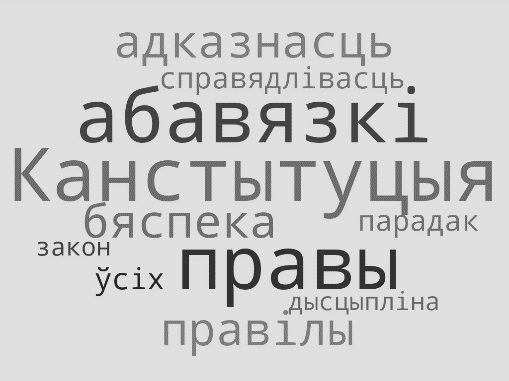 адказнасць
справядлівасць
абавязкі
Канстытуцыя
бяспека
парадак
закон
правы
ўсіх
дысцыпліна
правілы